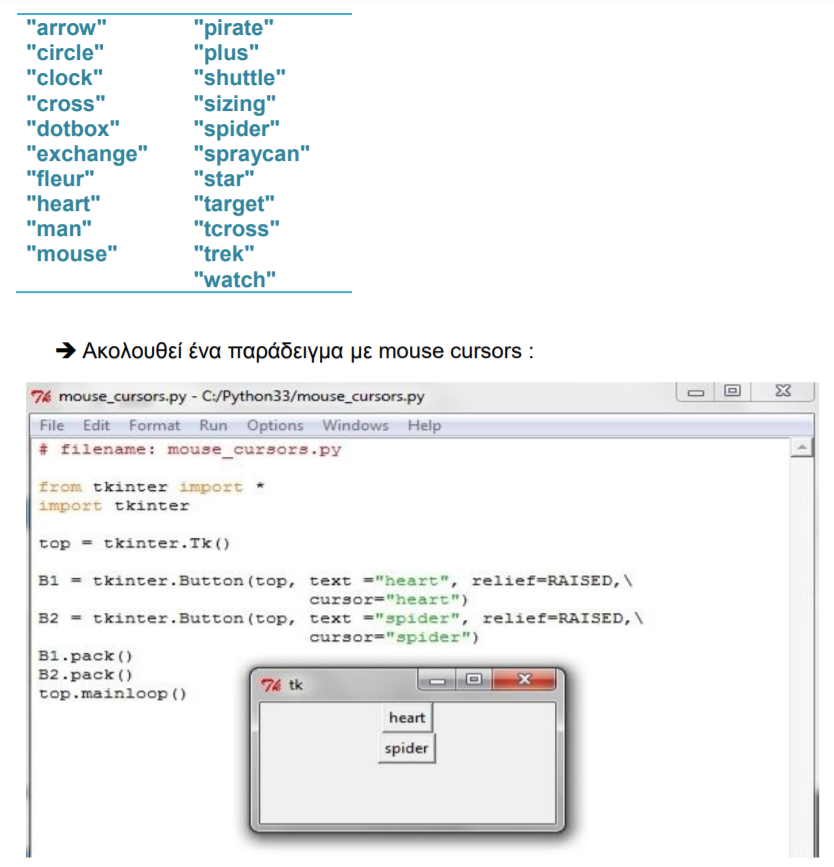 "arrow" "pirate"
"circle" "plus"
"clock" "shuttle"
"cross" "sizing"
"dotbox" "spider"
"exchange" "spraycan"
"fleur" "star"
"heart" "target"
"man" "tcross"
"mouse" "trek"
"watch"
➔ Ακολουθεί ένα παράδειγμα με mouse cursors :
mouse_cursors.py - C:/Python33/mouse_cursors.py
File Edit Format Run Options Windows Help
# filename: mouse_cursors.py
from tkinter import *
import tkinter
top = tkinter.Tk()
B1 = tkinter.Button(top, text ="heart", relief=RAISED,\
cursor="heart")
B2 = tkinter.Button(top, text ="spider", relief=RAISED,\
cursor="spider")
B1.pack()
B2.pack()
top.mainloop()
tk
heart
spider